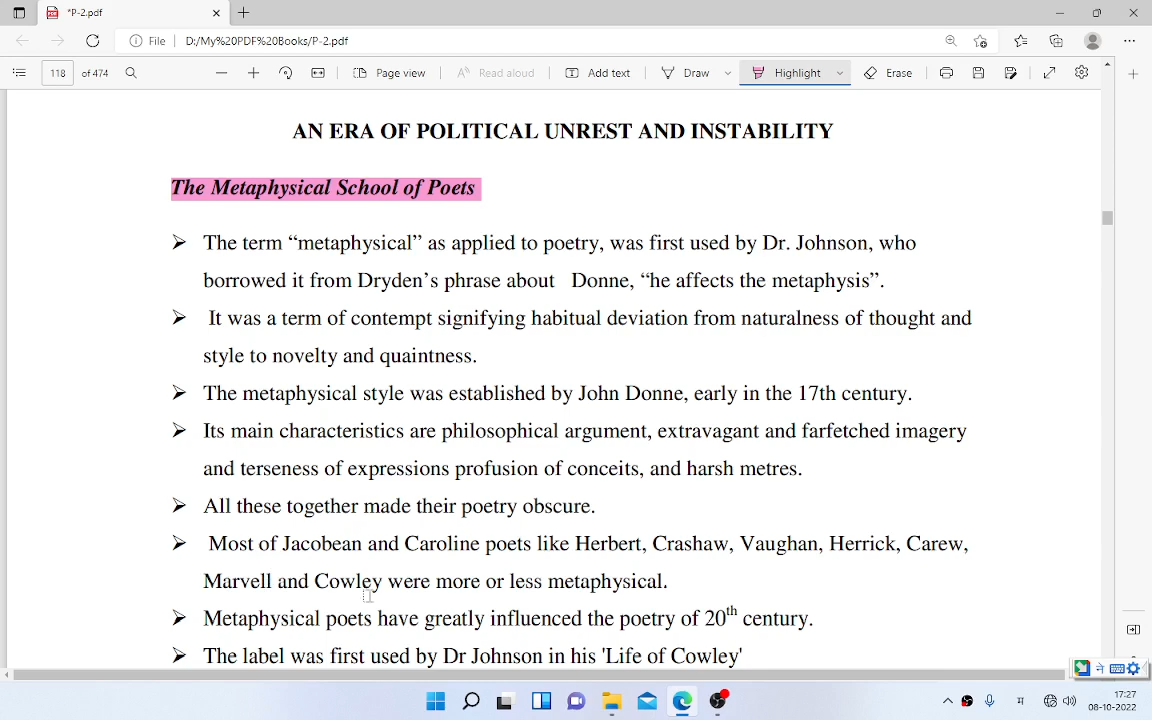 *P-2.pdf
File D:/My%20PDF%20Books/P-2.pdf
118 of 474 Page view Read aloud Add text Draw Highlight Erase
AN ERA OF POLITICAL UNREST AND INSTABILITY
The Metaphysical School of Poets
➢ The term “metaphysical” as applied to poetry, was first used by Dr. Johnson, who
borrowed it from Dryden’s phrase about Donne, “he affects the metaphysis”.
➢ It was a term of contempt signifying habitual deviation from naturalness of thought and
style to novelty and quaintness.
➢ The metaphysical style was established by John Donne, early in the 17th century.
➢ Its main characteristics are philosophical argument, extravagant and farfetched imagery
and terseness of expressions profusion of conceits, and harsh metres.
➢ All these together made their poetry obscure.
➢ Most of Jacobean and Caroline poets like Herbert, Crashaw, Vaughan, Herrick, Carew,
Marvell and Cowley were more or less metaphysical.
➢ Metaphysical poets have greatly influenced the poetry of 20th century.
➢ The label was first used by Dr Johnson in his 'Life of Cowley'
ने
म
17:27
08-10-2022